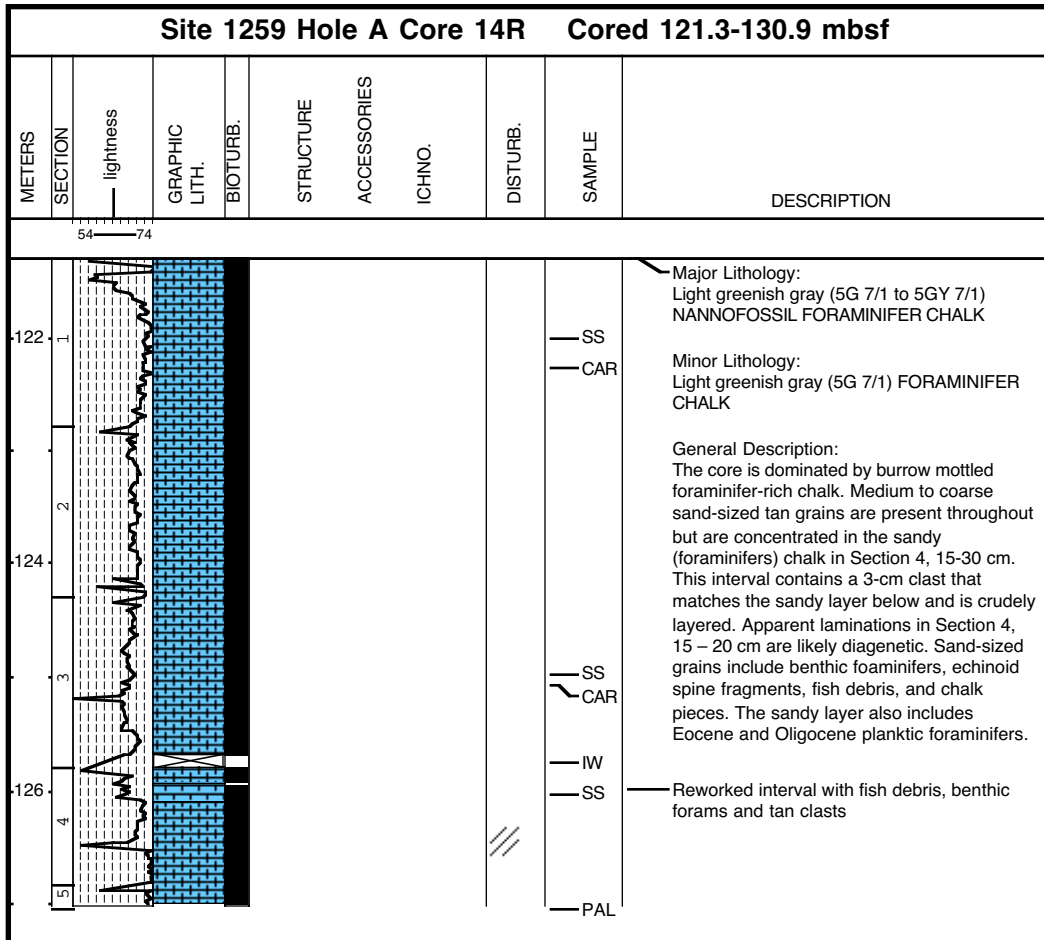 Site 1259 Hole A Core 14R Cored 121.3-130.9 mbsf
METERS
SECTION
lightness
GRAPHIC
LITH.
BIOTURB.
STRUCTURE
ACCESSORIES
ICHNO.
DISTURB.
SAMPLE
DESCRIPTION
54 74
122
124
126
1
2
3
4
5
SS
CAR
SS
CAR
IW
SS
PAL
Major Lithology:
Light greenish gray (5G 7/1 to 5GY 7/1)
NANNOFOSSIL FORAMINIFER CHALK
Minor Lithology:
Light greenish gray (5G 7/1) FORAMINIFER
CHALK
General Description:
The core is dominated by burrow mottled
foraminifer-rich chalk. Medium to coarse
sand-sized tan grains are present throughout
but are concentrated in the sandy
(foraminifers) chalk in Section 4, 15-30 cm.
This interval contains a 3-cm clast that
matches the sandy layer below and is crudely
layered. Apparent laminations in Section 4,
15 – 20 cm are likely diagenetic. Sand-sized
grains include benthic foaminifers, echinoid
spine fragments, fish debris, and chalk
pieces. The sandy layer also includes
Eocene and Oligocene planktic foraminifers.
Reworked interval with fish debris, benthic
forams and tan clasts